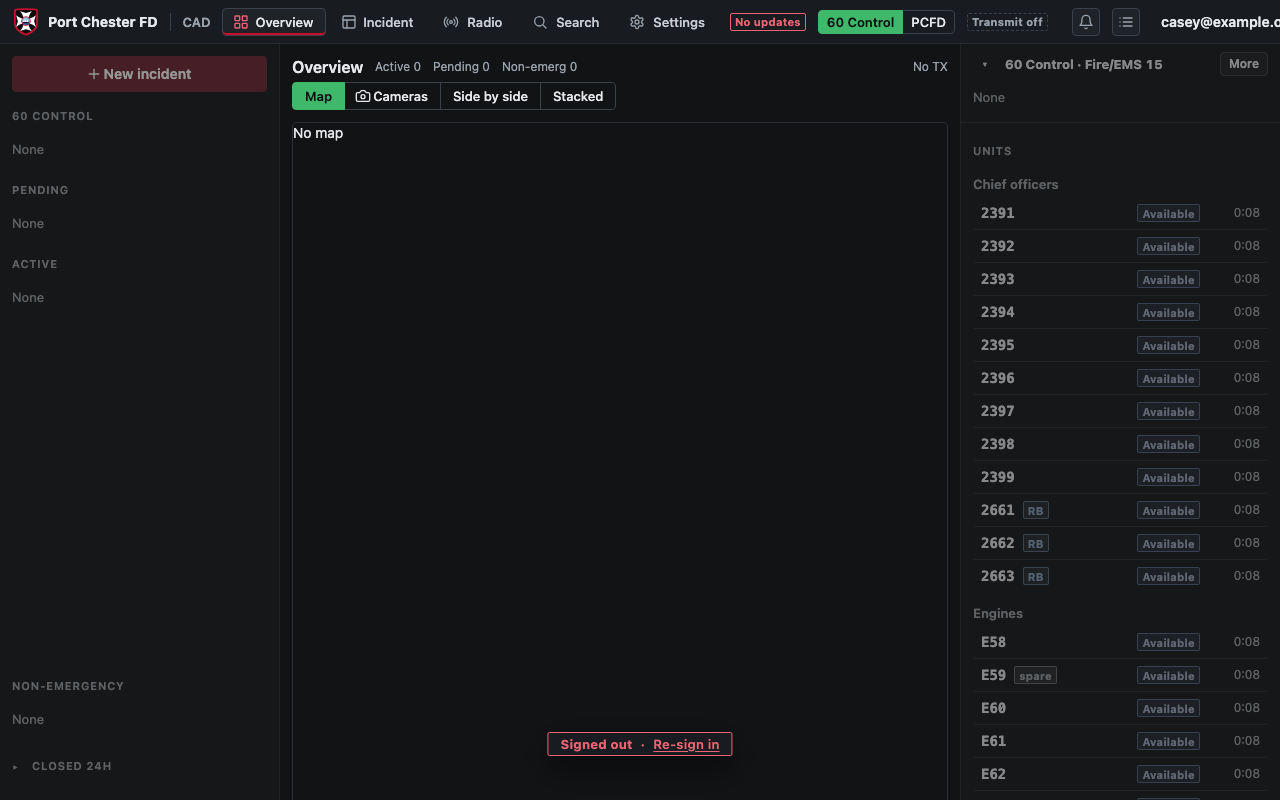 Port Chester FD CAD Overview Incident Radio Search Settings No updates 60 Control PCFD Transmit off casey@example.c
+ New incident
60 CONTROL
None
PENDING
None
ACTIVE
None
NON-EMERGENCY
None
CLOSED 24H
Overview Active 0 Pending 0 Non-emerg 0 No TX
Map Cameras Side by side Stacked
No map
Signed out · Re-sign in
60 Control · Fire/EMS 15 More
None
UNITS
Chief officers
2391 Available 0:08
2392 Available 0:08
2393 Available 0:08
2394 Available 0:08
2395 Available 0:08
2396 Available 0:08
2397 Available 0:08
2398 Available 0:08
2399 Available 0:08
2661 RB Available 0:08
2662 RB Available 0:08
2663 RB Available 0:08
Engines
E58 Available 0:08
E59 spare Available 0:08
E60 Available 0:08
E61 Available 0:08
E62 Available 0:08